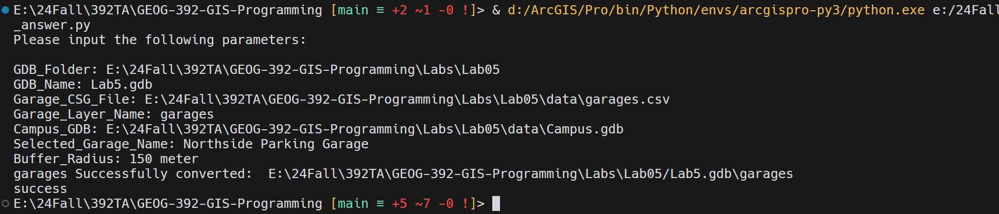 E:\24Fall\392TA\GEOG-392-GIS-Programming [main ≡ +2 ~1 -0 !]> & d:/ArcGIS/Pro/bin/Python/envs/arcgispro-py3/python.exe e:/24Fall
_answer.py
Please input the following parameters:
GDB_Folder: E:\24Fall\392TA\GEOG-392-GIS-Programming\Labs\Lab05
GDB_Name: Lab5.gdb
Garage_CSG_File: E:\24Fall\392TA\GEOG-392-GIS-Programming\Labs\Lab05\data\garages.csv
Garage_Layer_Name: garages
Campus_GDB: E:\24Fall\392TA\GEOG-392-GIS-Programming\Labs\Lab05\data\Campus.gdb
Selected_Garage_Name: Northside Parking Garage
Buffer_Radius: 150 meter
garages Successfully converted:  E:\24Fall\392TA\GEOG-392-GIS-Programming\Labs\Lab05/Lab5.gdb\garages
success
E:\24Fall\392TA\GEOG-392-GIS-Programming [main ≡ +5 ~7 -0 !]>